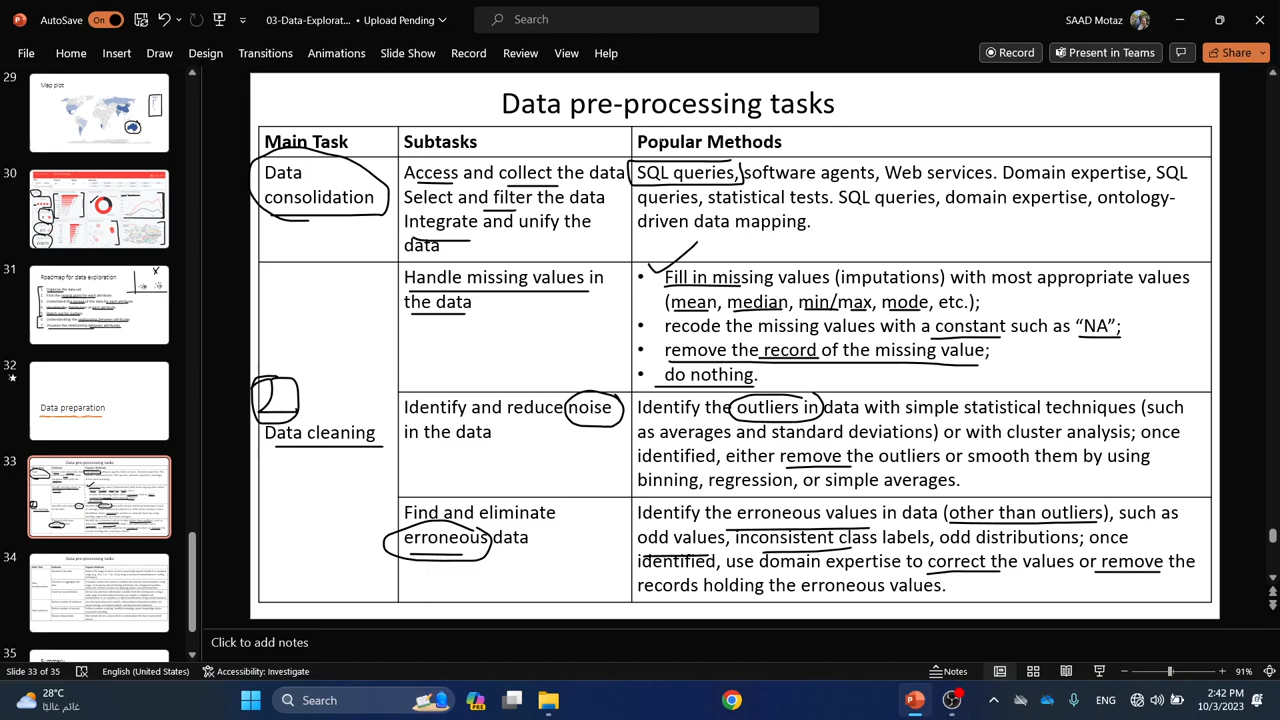 AutoSave On 03-Data-Explorat... • Upload Pending Search SAAD Motaz
File Home Insert Draw Design Transitions Animations Slide Show Record Review View Help Record Present in Teams Share
29
Map plot
30
31
Roadmap for data exploration
32
Data preparation
33
Data pre-processing tasks
34
Data pre-processing tasks
35
Summary
Data pre-processing tasks
Main Task Subtasks Popular Methods
Data consolidation
Access and collect the data
Select and filter the data
Integrate and unify the
data
SQL queries, software agents, Web services. Domain expertise, SQL
queries, statistical tests. SQL queries, domain expertise, ontology-
driven data mapping.
Data cleaning
Handle missing values in
the data
• Fill in missing values (imputations) with most appropriate values
(mean, median, min/max, mode, etc.);
• recode the missing values with a constant such as “NA”;
• remove the record of the missing value;
• do nothing.
Identify and reduce noise
in the data
Identify the outliers in data with simple statistical techniques (such
as averages and standard deviations) or with cluster analysis; once
identified, either remove the outliers or smooth them by using
binning, regression, or simple averages.
Find and eliminate
erroneous data
Identify the erroneous values in data (other than outliers), such as
odd values, inconsistent class labels, odd distributions; once
identified, use domain expertise to correct the values or remove the
records holding the erroneous values.
Click to add notes
Slide 33 of 35 English (United States) Accessibility: Investigate Notes 91%
28°C
غائم غالبًا
Search
ENG
2:42 PM
10/3/2023